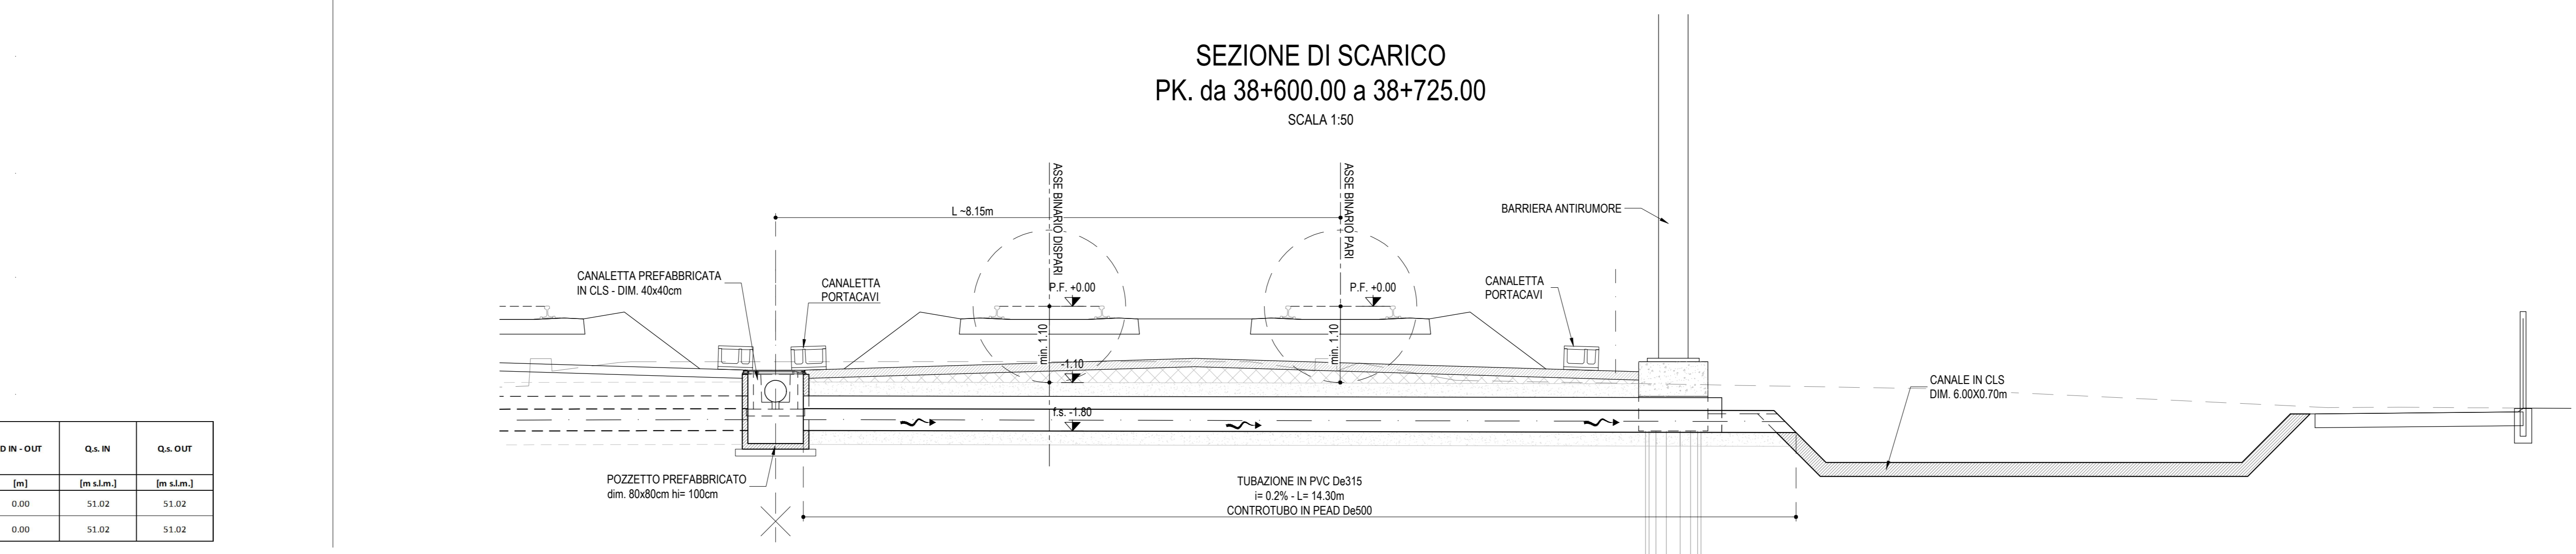 SEZIONE DI SCARICO
PK. da 38+600.00 a 38+725.00
SCALA 1:50
ASSE BINARIO DISPARI
ASSE BINARIO PARI
L ~8.15m
BARRIERA ANTIRUMORE
CANALETTA PREFABBRICATA
IN CLS - DIM. 40x40cm
CANALETTA
PORTACAVI
P.F. +0.00
P.F. +0.00
CANALETTA
PORTACAVI
min. 1.10
min. 1.10
-1.10
f.s. -1.80
CANALE IN CLS
DIM. 6.00X0.70m
POZZETTO PREFABBRICATO
dim. 80x80cm hi= 100cm
TUBAZIONE IN PVC De315
i= 0.2% - L= 14.30m
CONTROTUBO IN PEAD De500
D IN - OUT Q.s. IN Q.s. OUT
[m] [m s.l.m.] [m s.l.m.]
0.00 51.02 51.02
0.00 51.02 51.02